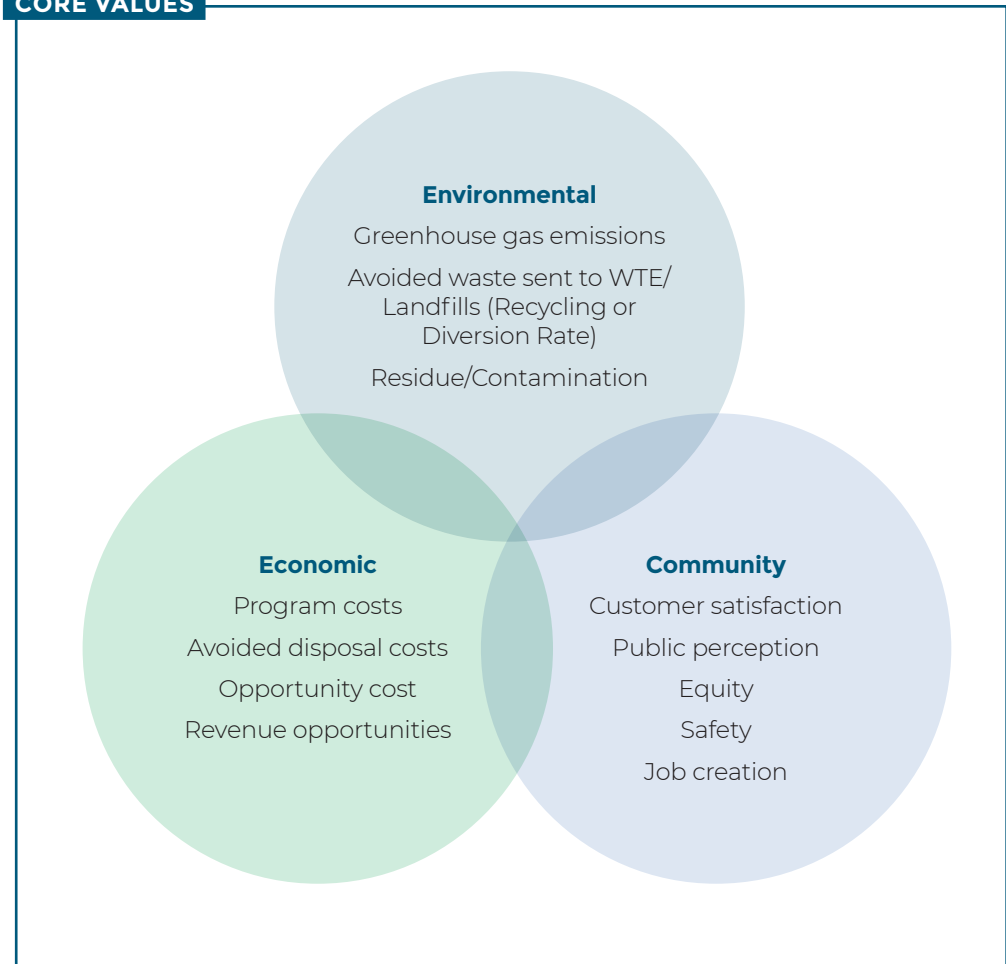 CORE VALUES
Environmental
Greenhouse gas emissions
Avoided waste sent to WTE/
Landfills (Recycling or
Diversion Rate)
Residue/Contamination
Economic
Program costs
Avoided disposal costs
Opportunity cost
Revenue opportunities
Community
Customer satisfaction
Public perception
Equity
Safety
Job creation